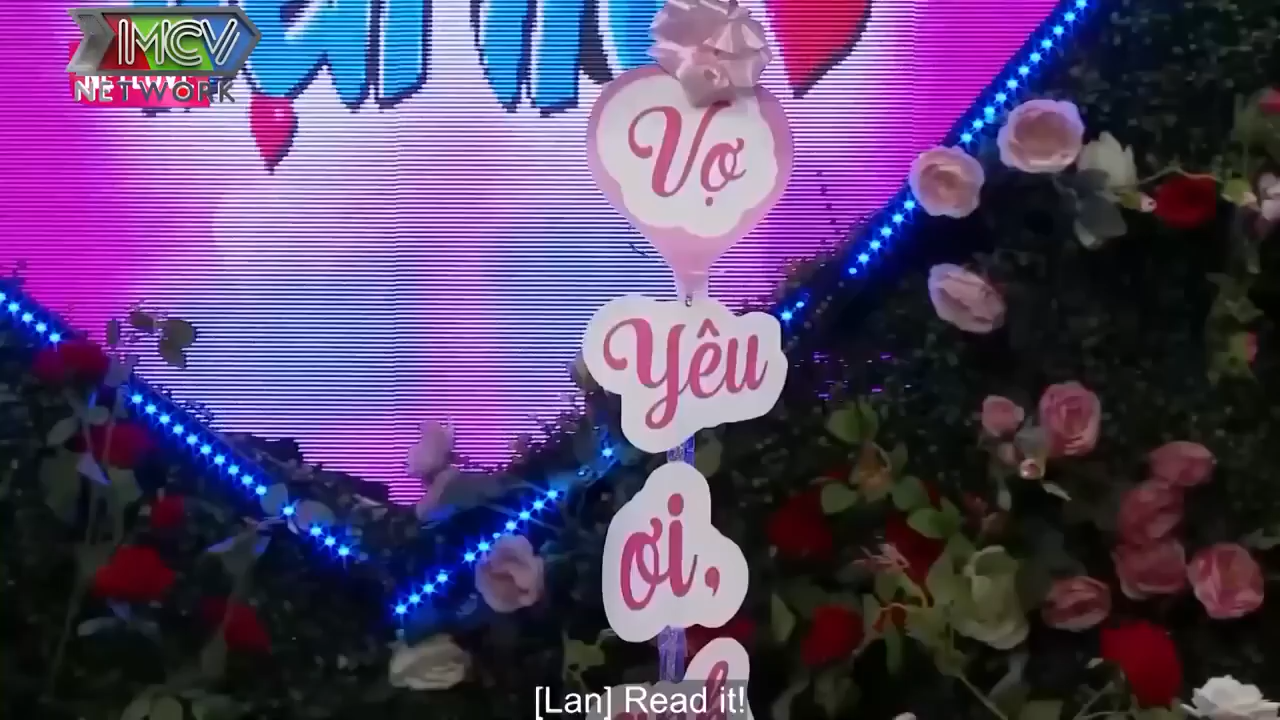 MCV
NETWORK
Vợ
Yêu
ơi,
[Lan] Read it!